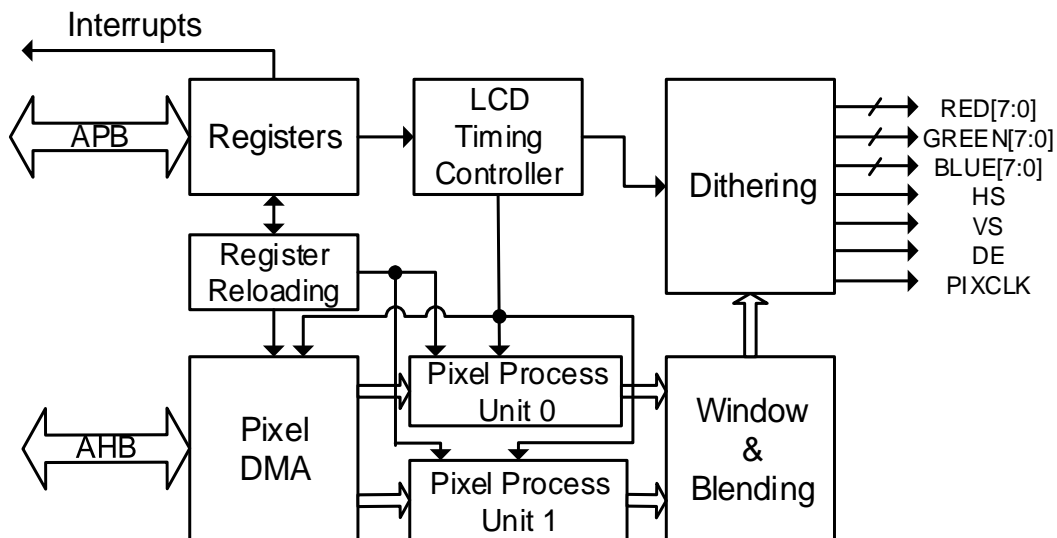 Interrupts
APB
Registers
LCD
Timing
Controller
Dithering
RED[7:0]
GREEN[7:0]
BLUE[7:0]
HS
VS
DE
PIXCLK
Register
Reloading
AHB
Pixel
DMA
Pixel Process
Unit 0
Pixel Process
Unit 1
Window
&
Blending